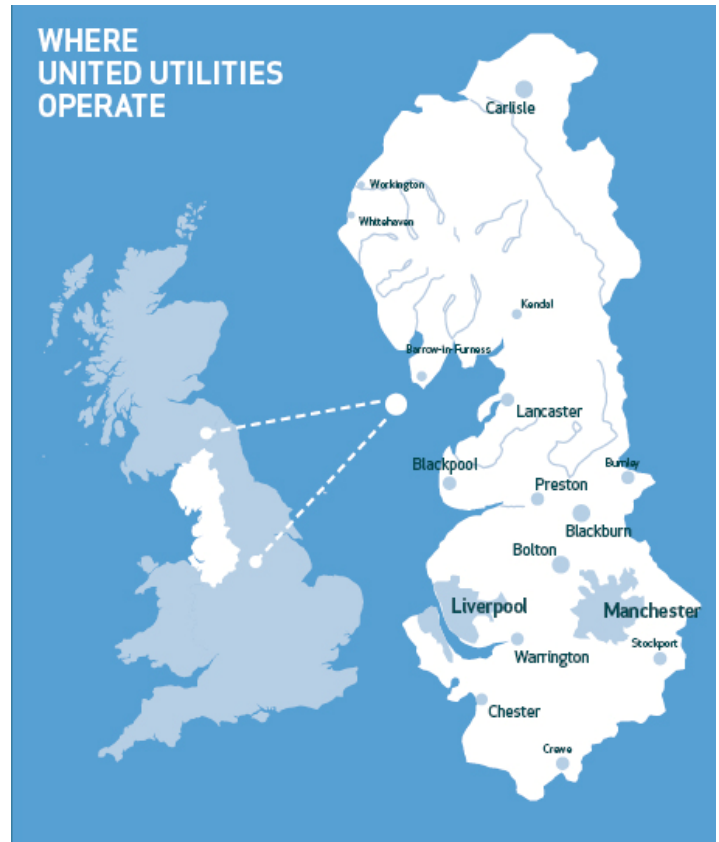 WHERE
UNITED UTILITIES
OPERATE
Carlisle
Workington
Whitehaven
Kendal
Barrow-in-Furness
Lancaster
Blackpool
Burnley
Preston
Blackburn
Bolton
Liverpool
Manchester
Stockport
Warrington
Chester
Crewe